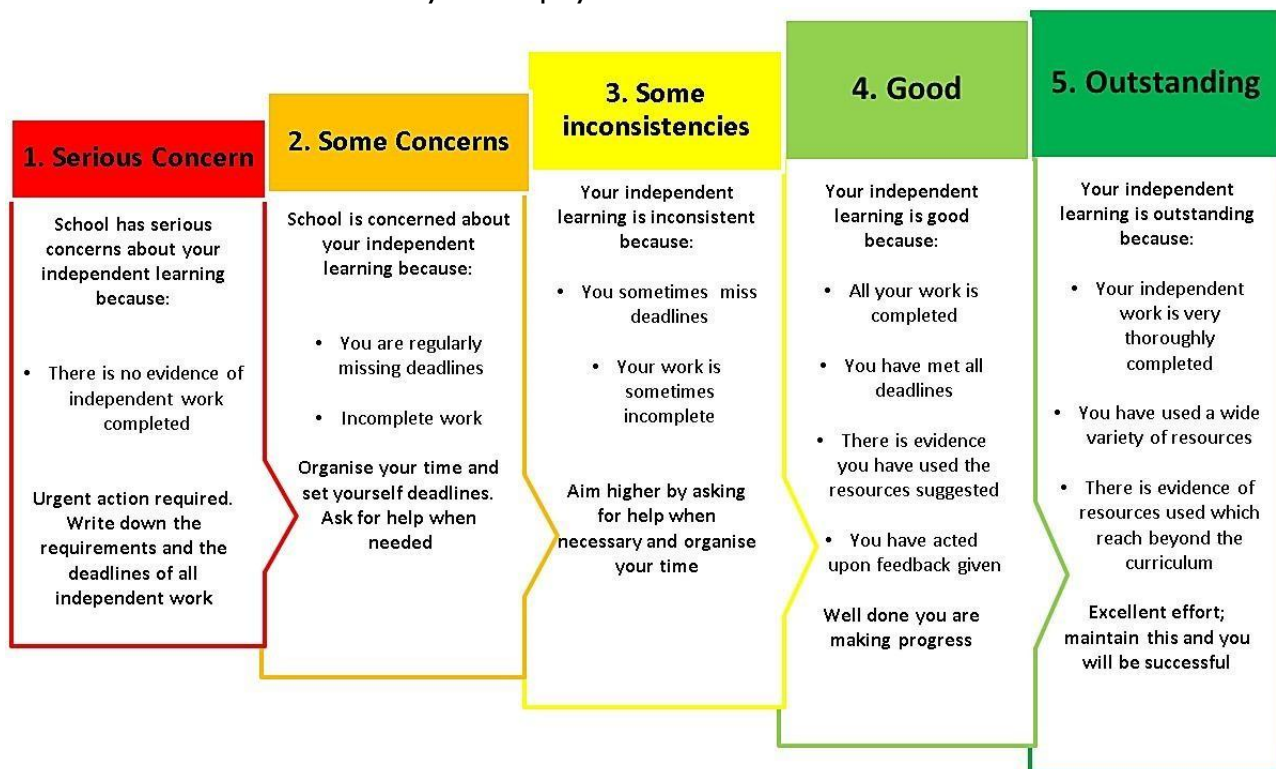 1. Serious Concern
School has serious
concerns about your
independent learning
because:
• There is no evidence of
independent work
completed
Urgent action required.
Write down the
requirements and the
deadlines of all
independent work
2. Some Concerns
School is concerned about
your independent
learning because:
• You are regularly
missing deadlines
• Incomplete work
Organise your time and
set yourself deadlines.
Ask for help when
needed
3. Some
inconsistencies
Your independent
learning is inconsistent
because:
• You sometimes miss
deadlines
• Your work is
sometimes
incomplete
Aim higher by asking
for help when
necessary and organise
your time
4. Good
Your independent
learning is good
because:
• All your work is
completed
• You have met all
deadlines
• There is evidence
you have used the
resources suggested
• You have acted
upon feedback given
Well done you are
making progress
5. Outstanding
Your independent
learning is outstanding
because:
• Your independent
work is very
thoroughly
completed
• You have used a wide
variety of resources
• There is evidence of
resources used which
reach beyond the
curriculum
Excellent effort;
maintain this and you
will be successful